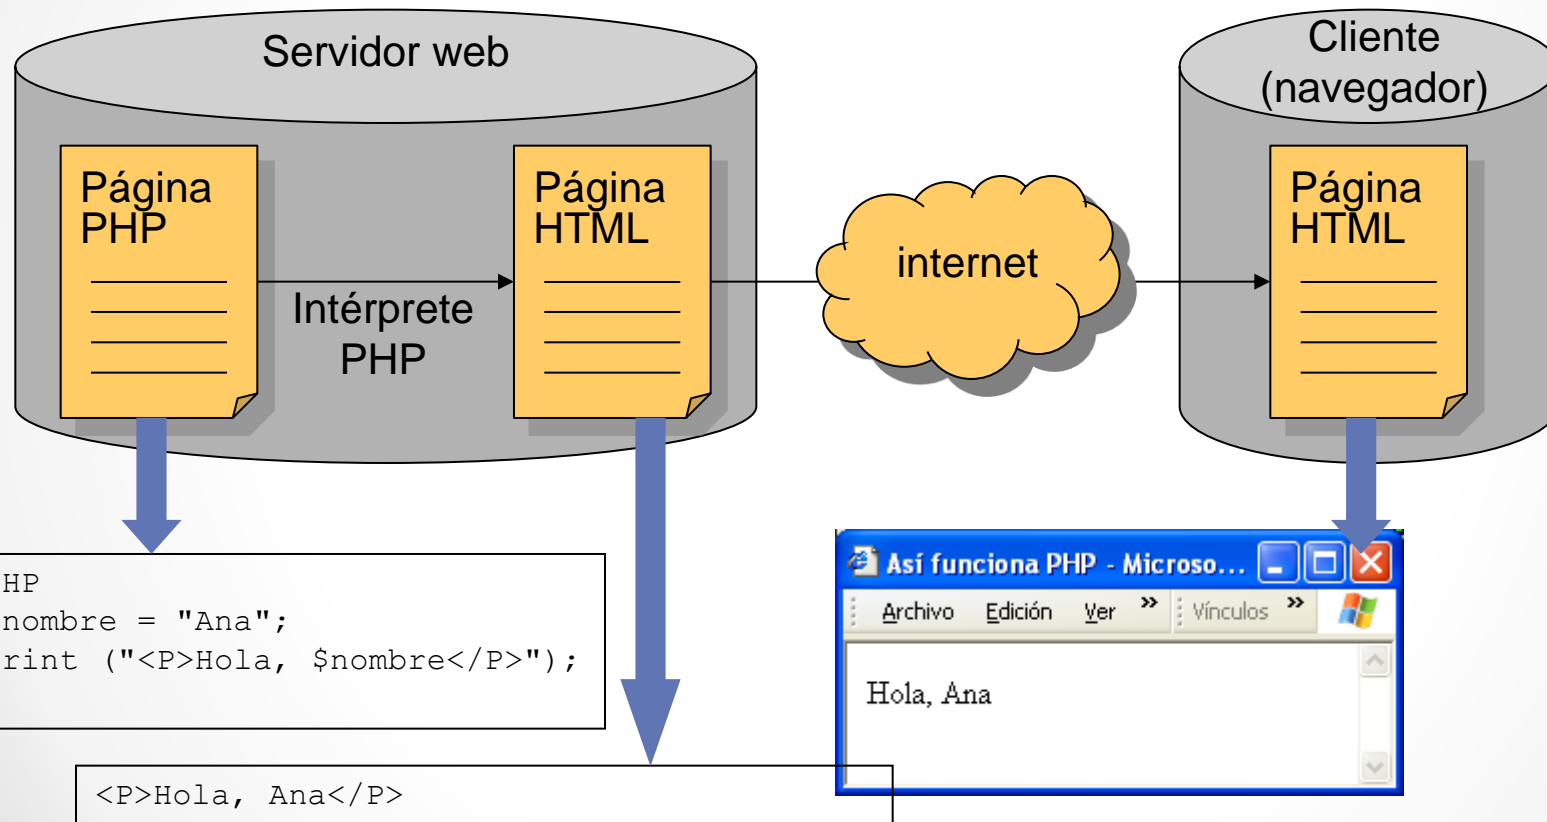 Servidor web
Cliente
(navegador)
Página
PHP
Página
HTML
Página
HTML
internet
Intérprete
PHP
HP
nombre = "Ana";
rint ("<P>Hola, $nombre</P>");
<P>Hola, Ana</P>
Así funciona PHP - Microso...
Archivo Edición Ver » Vínculos »
Hola, Ana